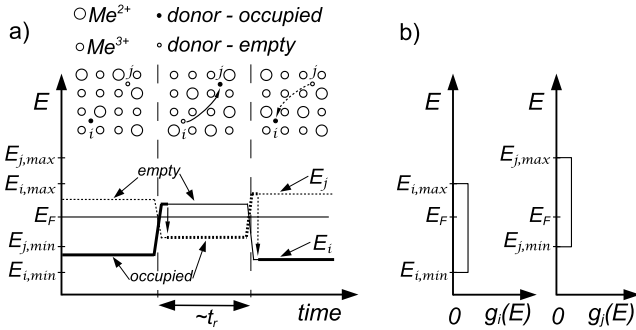 a)
Me2+
donor - occupied
Me3+
donor - empty
b)
E
j
i
j
i
j
i
E
E
Ej,max
Ei,max
EF
Ej,min
Ei,min
empty
occupied
Ej
Ei
~tr
time
Ei,max
EF
Ei,min
0
gi(E)
Ej,max
EF
Ej,min
0
gj(E)